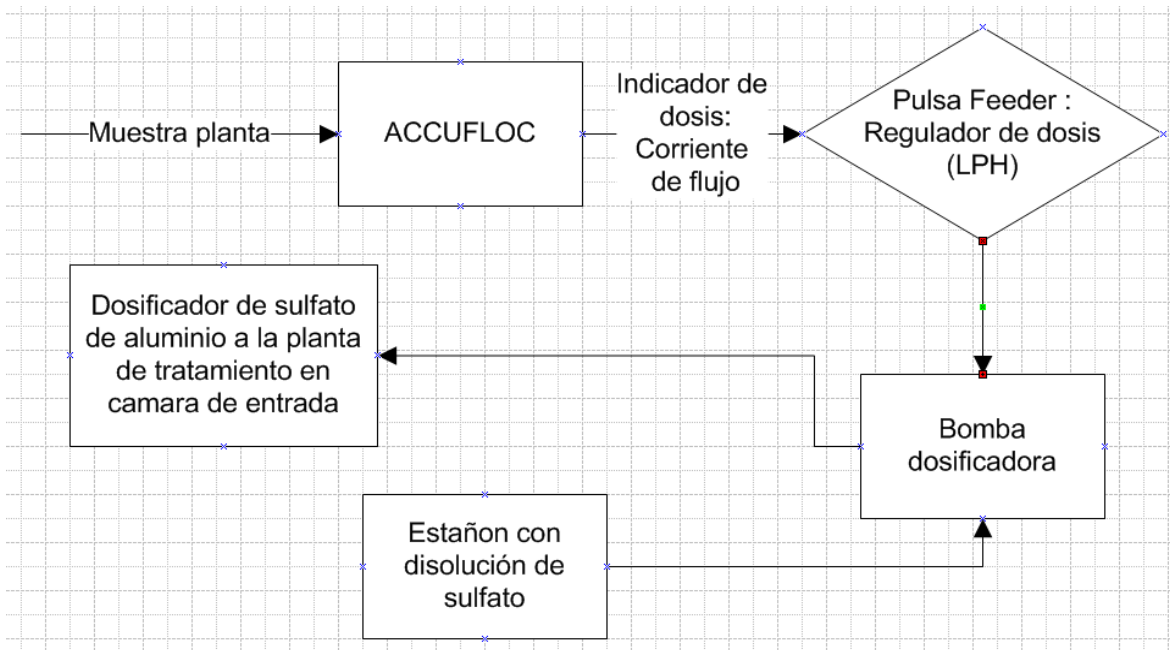 Muestra planta
ACCUFLOC
Indicador de
dosis:
Corriente
de flujo
Pulsa Feeder :
Regulador de dosis
(LPH)
Dosificador de sulfato
de aluminio a la planta
de tratamiento en
camara de entrada
Bomba
dosificadora
Estañon con
disolución de
sulfato